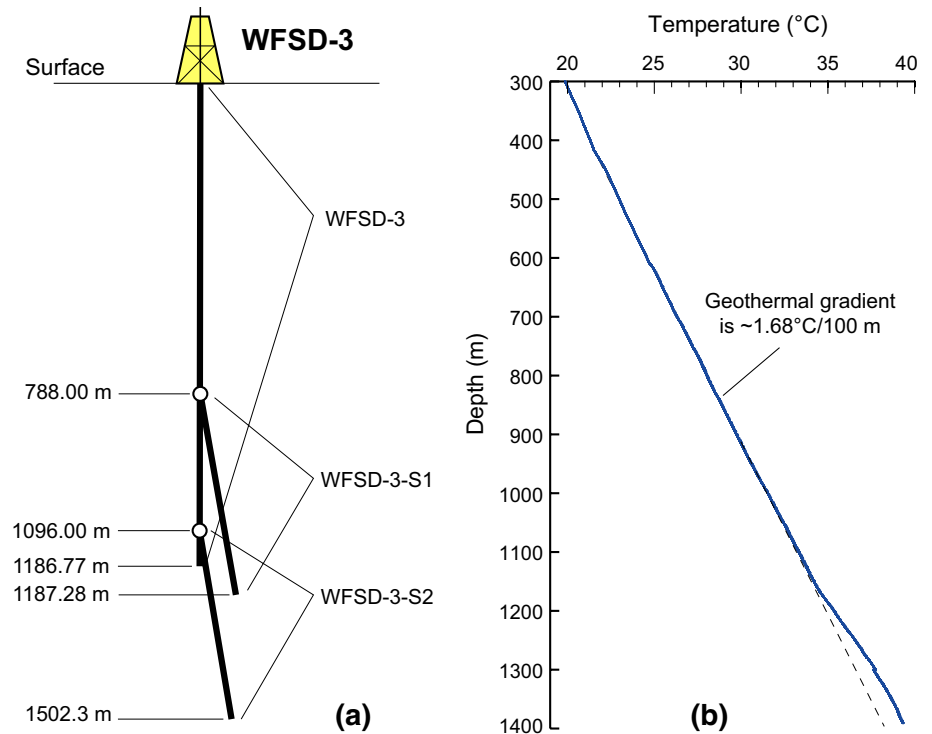 WFSD-3
Surface
WFSD-3
788.00 m
WFSD-3-S1
1096.00 m
1186.77 m
1187.28 m
WFSD-3-S2
1502.3 m
(a)
Temperature (°C)
20 25 30 35 40
300
400
500
600
700
800
900
1000
1100
1200
1300
1400
Depth (m)
Geothermal gradient
is ~1.68°C/100 m
(b)